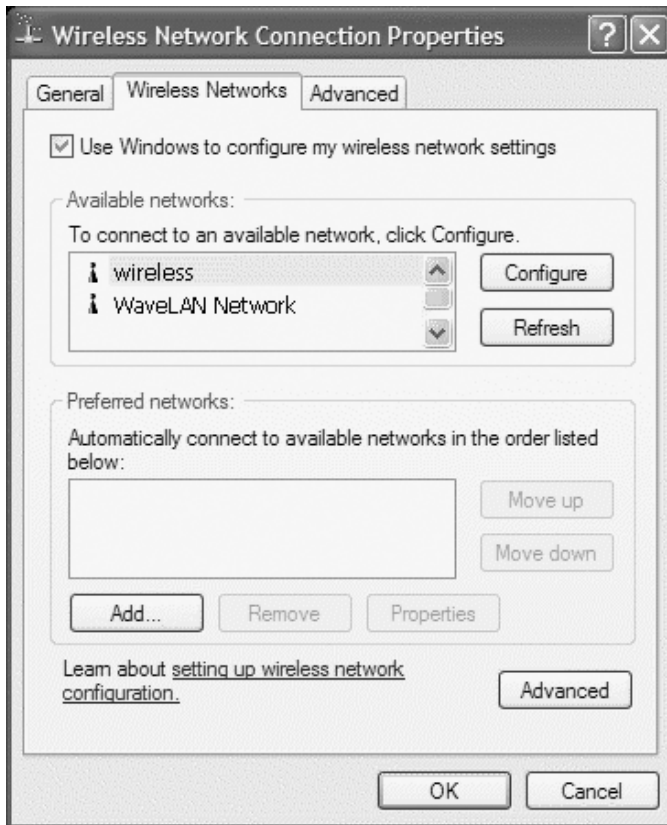 Wireless Network Connection Properties
General Wireless Networks Advanced
Use Windows to configure my wireless network settings
Available networks:
To connect to an available network, click Configure.
wireless
WaveLAN Network
Configure
Refresh
Preferred networks:
Automatically connect to available networks in the order listed
below:
Move up
Move down
Add... Remove Properties
Learn about setting up wireless network
configuration.
Advanced
OK Cancel